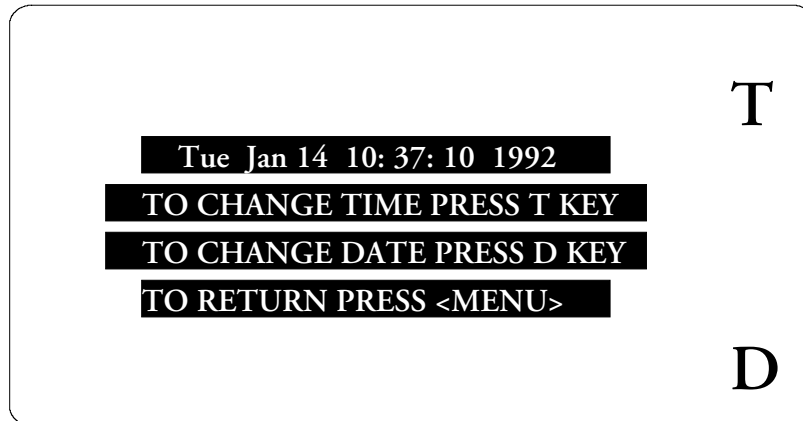 T
Tue Jan 14 10: 37: 10 1992
TO CHANGE TIME PRESS T KEY
TO CHANGE DATE PRESS D KEY
TO RETURN PRESS <MENU>
D